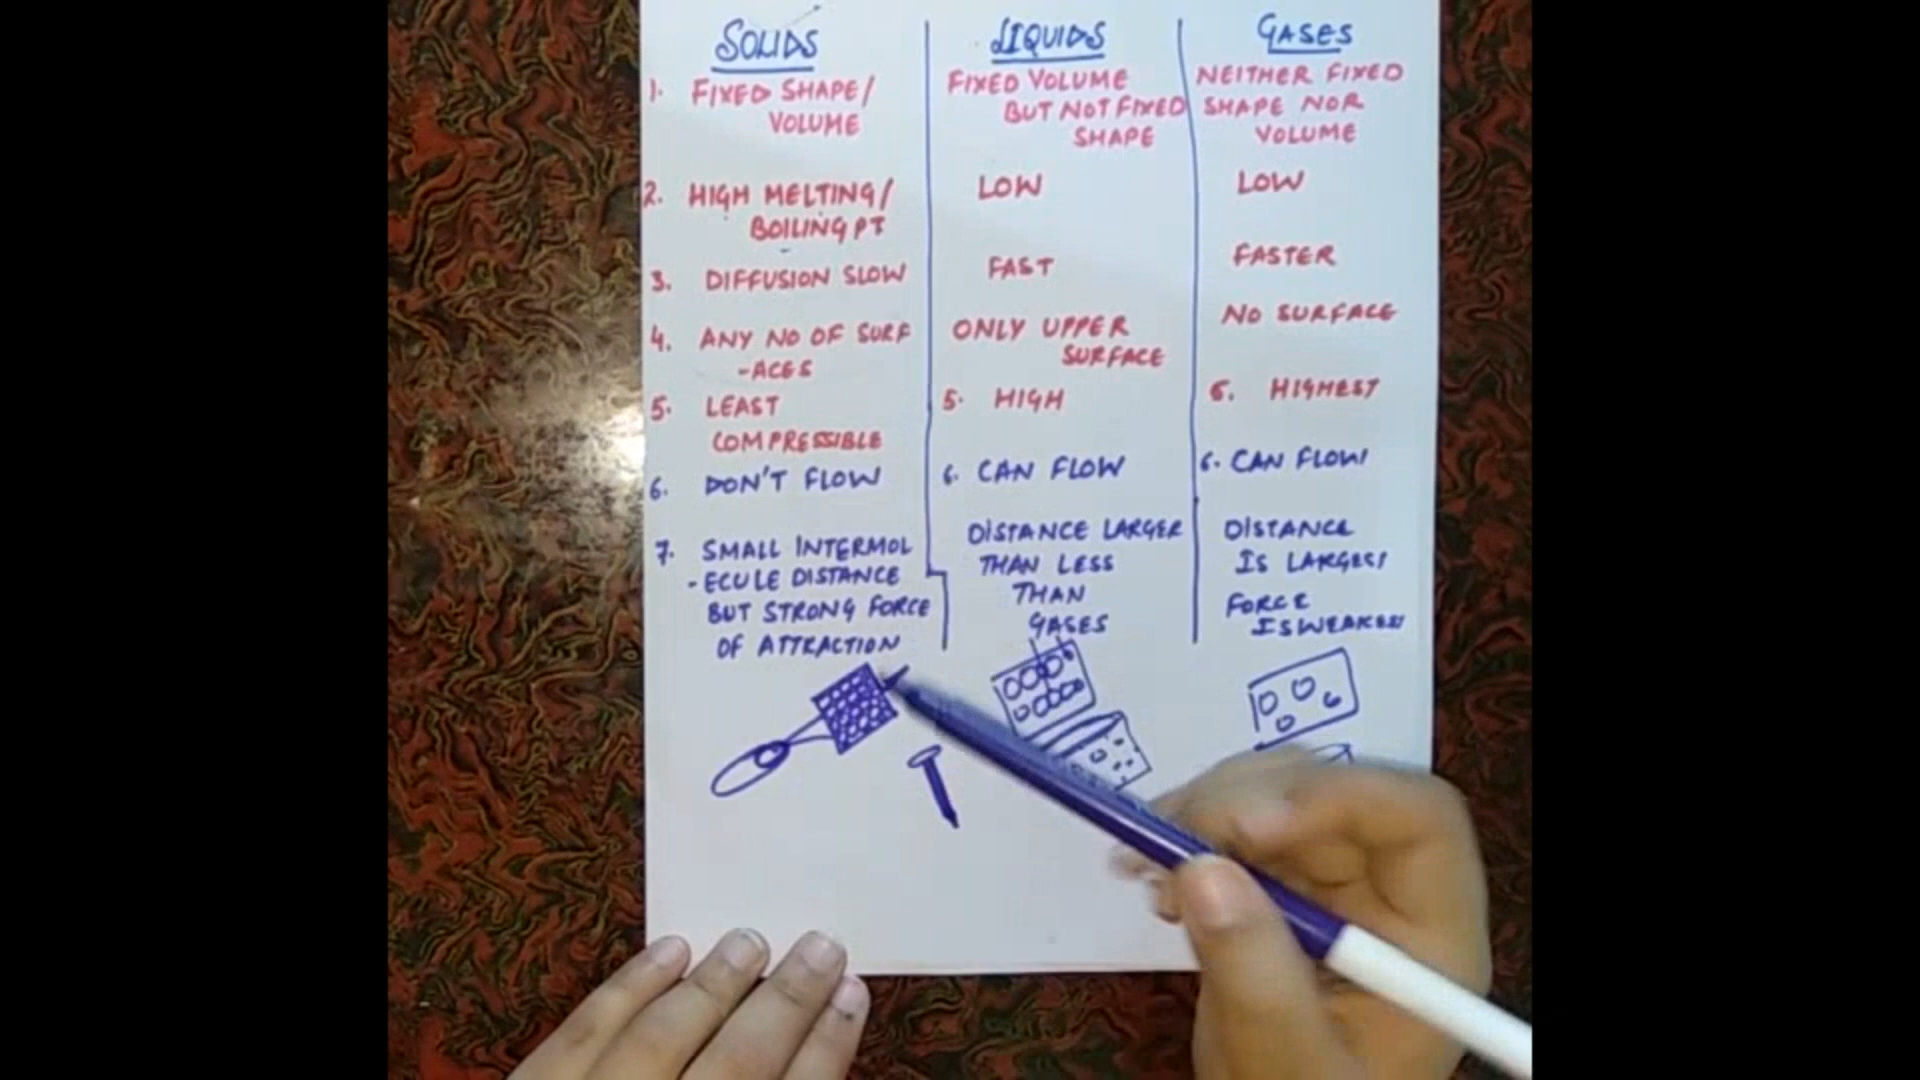 SOLIDS
1. FIXED SHAPE/
VOLUME
2. HIGH MELTING/
BOILING PT
3. DIFFUSION SLOW
4. ANY NO OF SURF
-ACES
5. LEAST
COMPRESSIBLE
6. DON'T FLOW
7. SMALL INTERMOL
-ECULE DISTANCE
BUT STRONG FORCE
OF ATTRACTION
LIQUIDS
FIXED VOLUME
BUT NOT FIXED
SHAPE
LOW
FAST
ONLY UPPER
SURFACE
5. HIGH
6. CAN FLOW
DISTANCE LARGER
THAN LESS
THAN
GASES
GASES
NEITHER FIXED
SHAPE NOR
VOLUME
LOW
FASTER
NO SURFACE
5. HIGHEST
6. CAN FLOW
DISTANCE
IS LARGEST
FORCE
IS WEAKEST